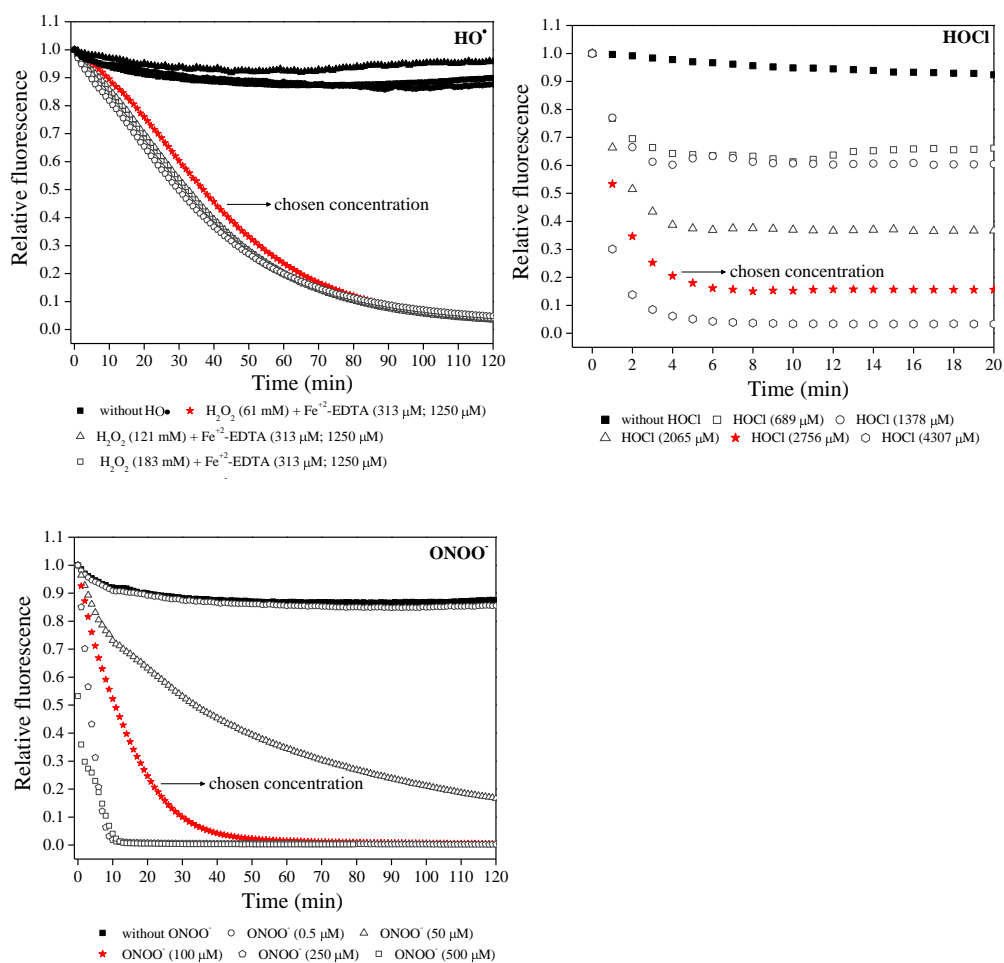 HO•
Relative fluorescence
1.1
1.0
0.9
0.8
0.7
0.6
0.5
0.4
0.3
0.2
0.1
0.0
chosen concentration
0 10 20 30 40 50 60 70 80 90 100 110 120
Time (min)
without HO● H2O2 (61 mM) + Fe+2-EDTA (313 μM; 1250 μM)
H2O2 (121 mM) + Fe+2-EDTA (313 μM; 1250 μM)
H2O2 (183 mM) + Fe+2-EDTA (313 μM; 1250 μM)
HOCl
Relative fluorescence
1.1
1.0
0.9
0.8
0.7
0.6
0.5
0.4
0.3
0.2
0.1
0.0
chosen concentration
0 2 4 6 8 10 12 14 16 18 20
Time (min)
without HOCl HOCl (689 μM) HOCl (1378 μM)
HOCl (2065 μM) HOCl (2756 μM) HOCl (4307 μM)
ONOO-
Relative fluorescence
1.1
1.0
0.9
0.8
0.7
0.6
0.5
0.4
0.3
0.2
0.1
0.0
chosen concentration
0 10 20 30 40 50 60 70 80 90 100 110 120
Time (min)
without ONOO- ONOO- (0.5 μM) ONOO- (50 μM)
ONOO- (100 μM) ONOO- (250 μM) ONOO- (500 μM)